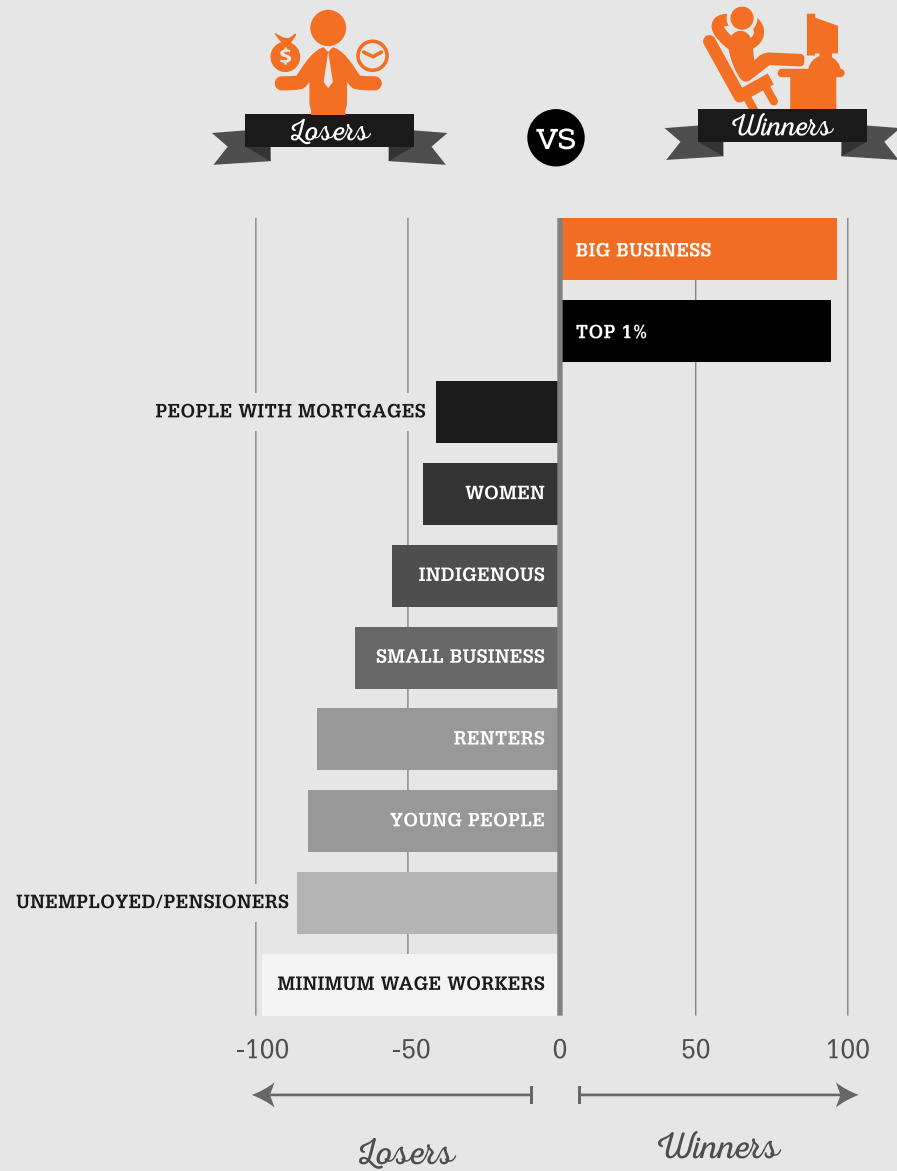 $
Losers
VS
Winners
BIG BUSINESS
TOP 1%
PEOPLE WITH MORTGAGES
WOMEN
INDIGENOUS
SMALL BUSINESS
RENTERS
YOUNG PEOPLE
UNEMPLOYED/PENSIONERS
MINIMUM WAGE WORKERS
-100 -50 0 50 100
Losers Winners